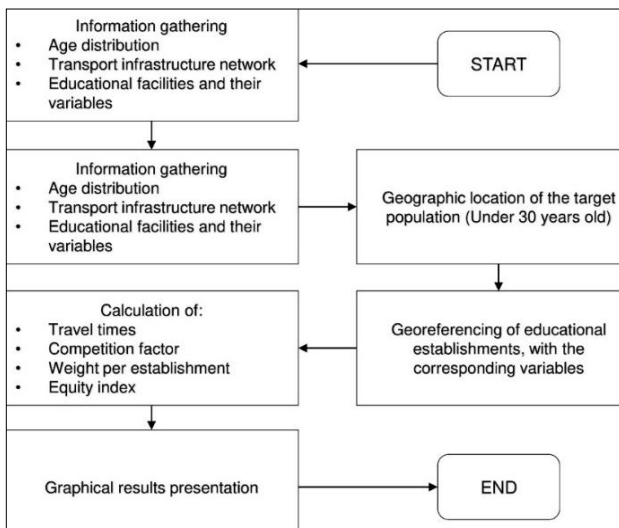 Information gathering
• Age distribution
• Transport infrastructure network
• Educational facilities and their
variables
START
Information gathering
• Age distribution
• Transport infrastructure network
• Educational facilities and their
variables
Geographic location of the target
population (Under 30 years old)
Calculation of:
• Travel times
• Competition factor
• Weight per establishment
• Equity index
Georeferencing of educational
establishments, with the
corresponding variables
Graphical results presentation
END